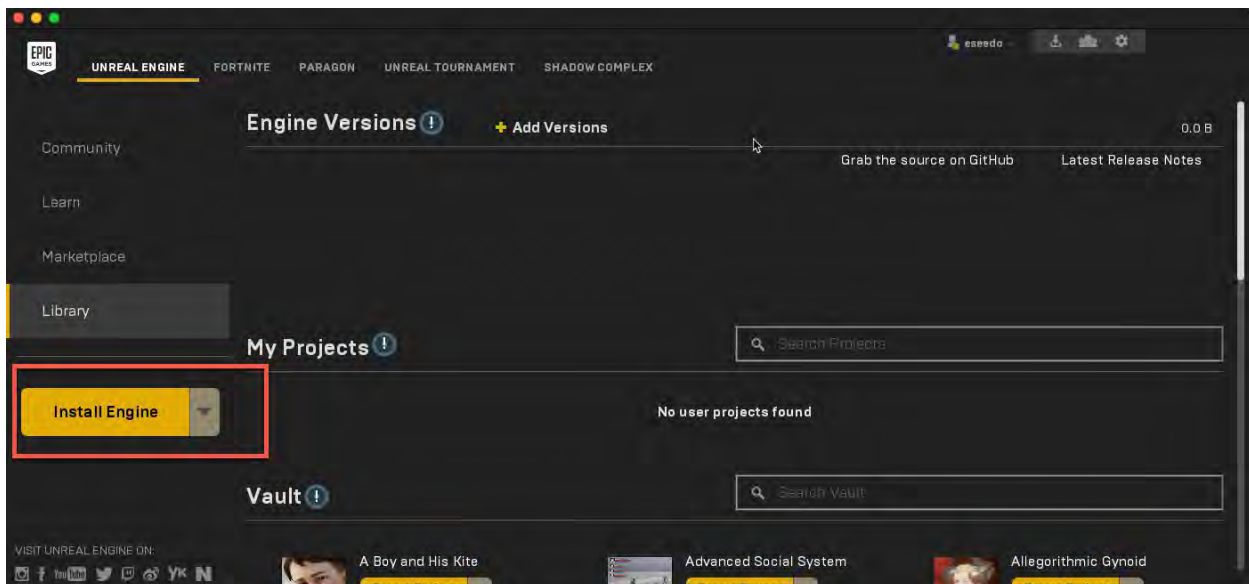 EPIC
GAMES
UNREAL ENGINE FORTNITE PARAGON UNREAL TOURNAMENT SHADOW COMPLEX
eseedo
Community
Learn
Marketplace
Library
Install Engine
Engine Versions
+ Add Versions
0.0 B
Grab the source on GitHub Latest Release Notes
My Projects
Search Projects
No user projects found
Vault
Search Vault
A Boy and His Kite
Advanced Social System
Allegorithmic Gynoid
VISIT UNREAL ENGINE ON:
You Tube